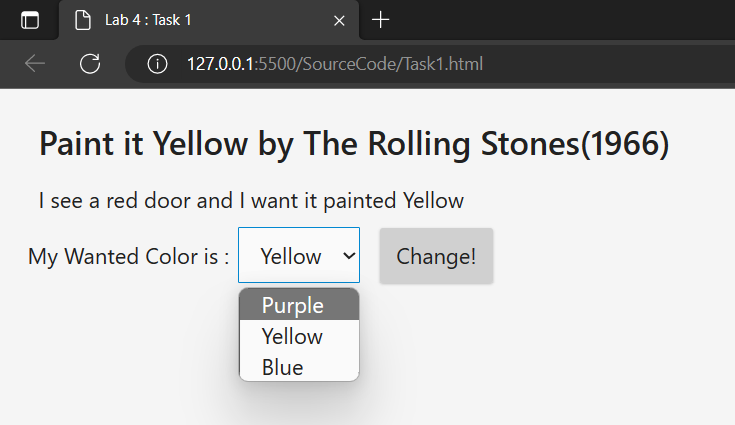 Lab 4 : Task 1
127.0.0.1:5500/SourceCode/Task1.html
Paint it Yellow by The Rolling Stones(1966)
I see a red door and I want it painted Yellow
My Wanted Color is : Yellow Change!
Purple
Yellow
Blue